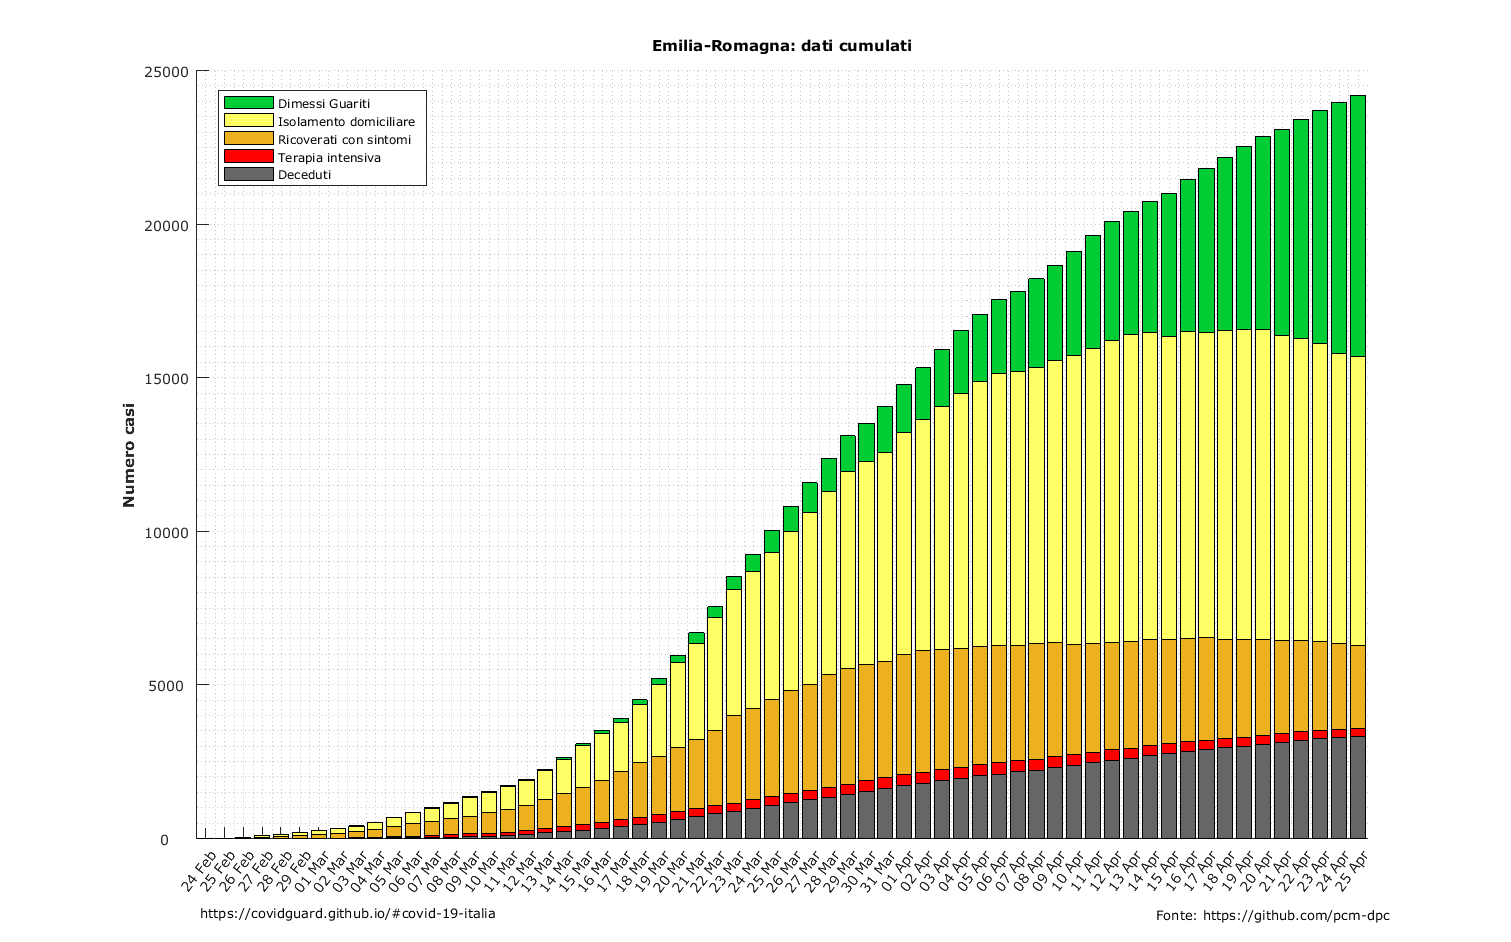 Emilia-Romagna: dati cumulati
25000
20000
15000
10000
5000
0
Numero casi
Dimessi Guariti
Isolamento domiciliare
Ricoverati con sintomi
Terapia intensiva
Deceduti
24 Feb
25 Feb
26 Feb
27 Feb
28 Feb
29 Feb
01 Mar
02 Mar
03 Mar
04 Mar
05 Mar
06 Mar
07 Mar
08 Mar
09 Mar
10 Mar
11 Mar
12 Mar
13 Mar
14 Mar
15 Mar
16 Mar
17 Mar
18 Mar
19 Mar
20 Mar
21 Mar
22 Mar
23 Mar
24 Mar
25 Mar
26 Mar
27 Mar
28 Mar
29 Mar
30 Mar
31 Mar
01 Apr
02 Apr
03 Apr
04 Apr
05 Apr
06 Apr
07 Apr
08 Apr
09 Apr
10 Apr
11 Apr
12 Apr
13 Apr
14 Apr
15 Apr
16 Apr
17 Apr
18 Apr
19 Apr
20 Apr
21 Apr
22 Apr
23 Apr
24 Apr
25 Apr
https://covidguard.github.io/#covid-19-italia
Fonte: https://github.com/pcm-dpc